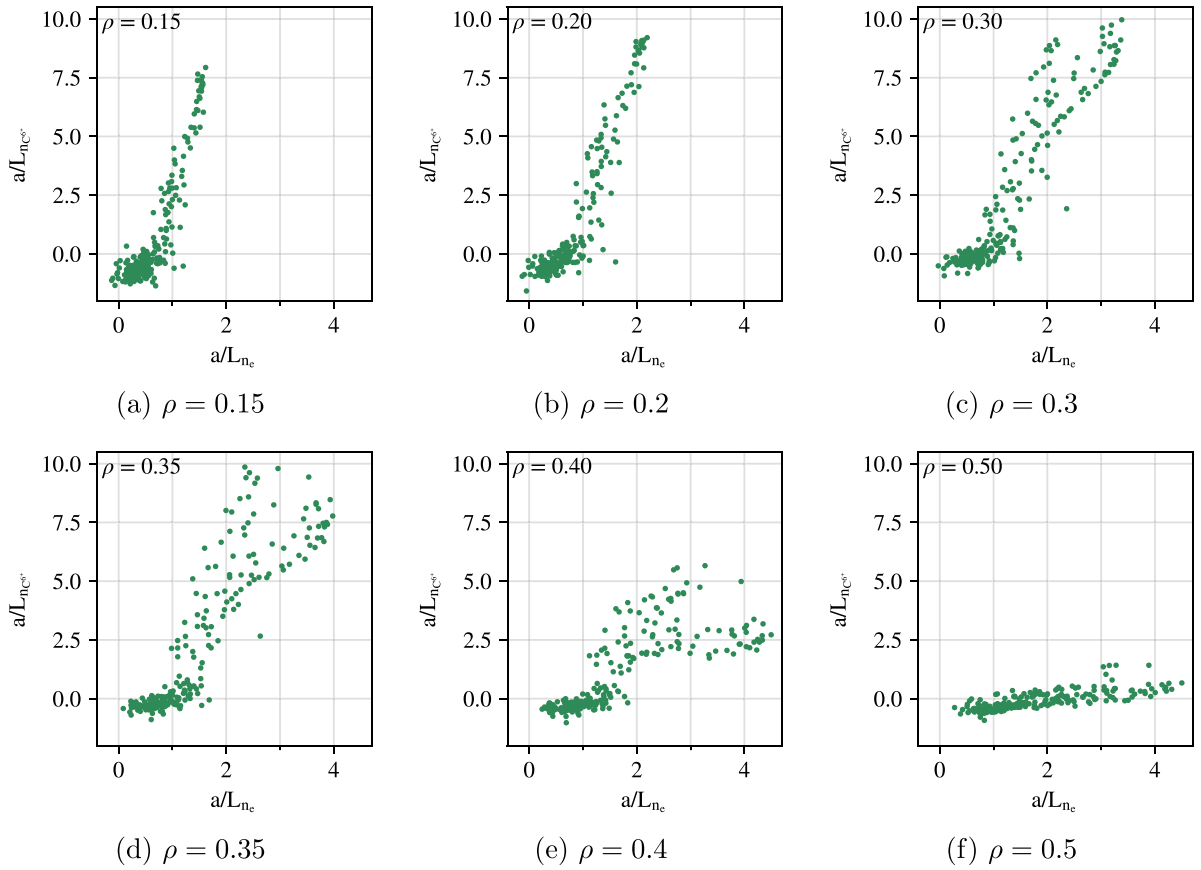 ρ = 0.15
10.0
7.5
5.0
2.5
0.0
a/L_{n_{C^{6+}}}
0 2 4
a/L_{n_e}
(a) ρ = 0.15
ρ = 0.20
10.0
7.5
5.0
2.5
0.0
a/L_{n_{C^{6+}}}
0 2 4
a/L_{n_e}
(b) ρ = 0.2
ρ = 0.30
10.0
7.5
5.0
2.5
0.0
a/L_{n_{C^{6+}}}
0 2 4
a/L_{n_e}
(c) ρ = 0.3
ρ = 0.35
10.0
7.5
5.0
2.5
0.0
a/L_{n_{C^{6+}}}
0 2 4
a/L_{n_e}
(d) ρ = 0.35
ρ = 0.40
10.0
7.5
5.0
2.5
0.0
a/L_{n_{C^{6+}}}
0 2 4
a/L_{n_e}
(e) ρ = 0.4
ρ = 0.50
10.0
7.5
5.0
2.5
0.0
a/L_{n_{C^{6+}}}
0 2 4
a/L_{n_e}
(f) ρ = 0.5